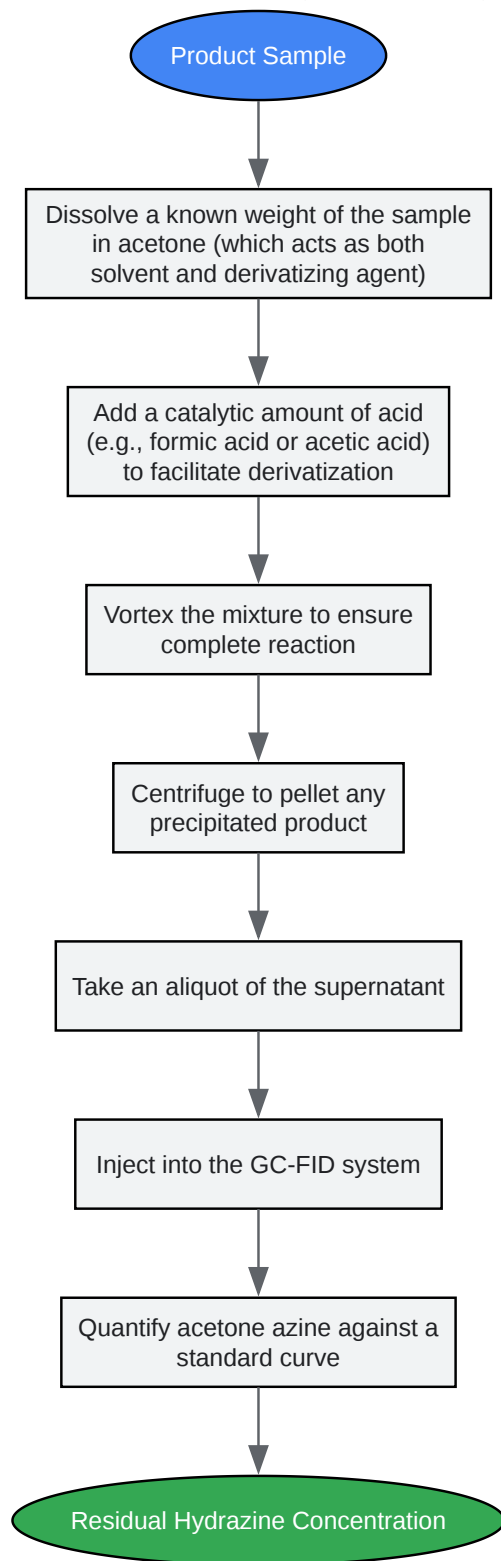 Product Sample
Dissolve a known weight of the sample
in acetone (which acts as both
solvent and derivatizing agent)
Add a catalytic amount of acid
(e.g., formic acid or acetic acid)
to facilitate derivatization
Vortex the mixture to ensure
complete reaction
Centrifuge to pellet any
precipitated product
Take an aliquot of the supernatant
Inject into the GC-FID system
Quantify acetone azine against a
standard curve
Residual Hydrazine Concentration